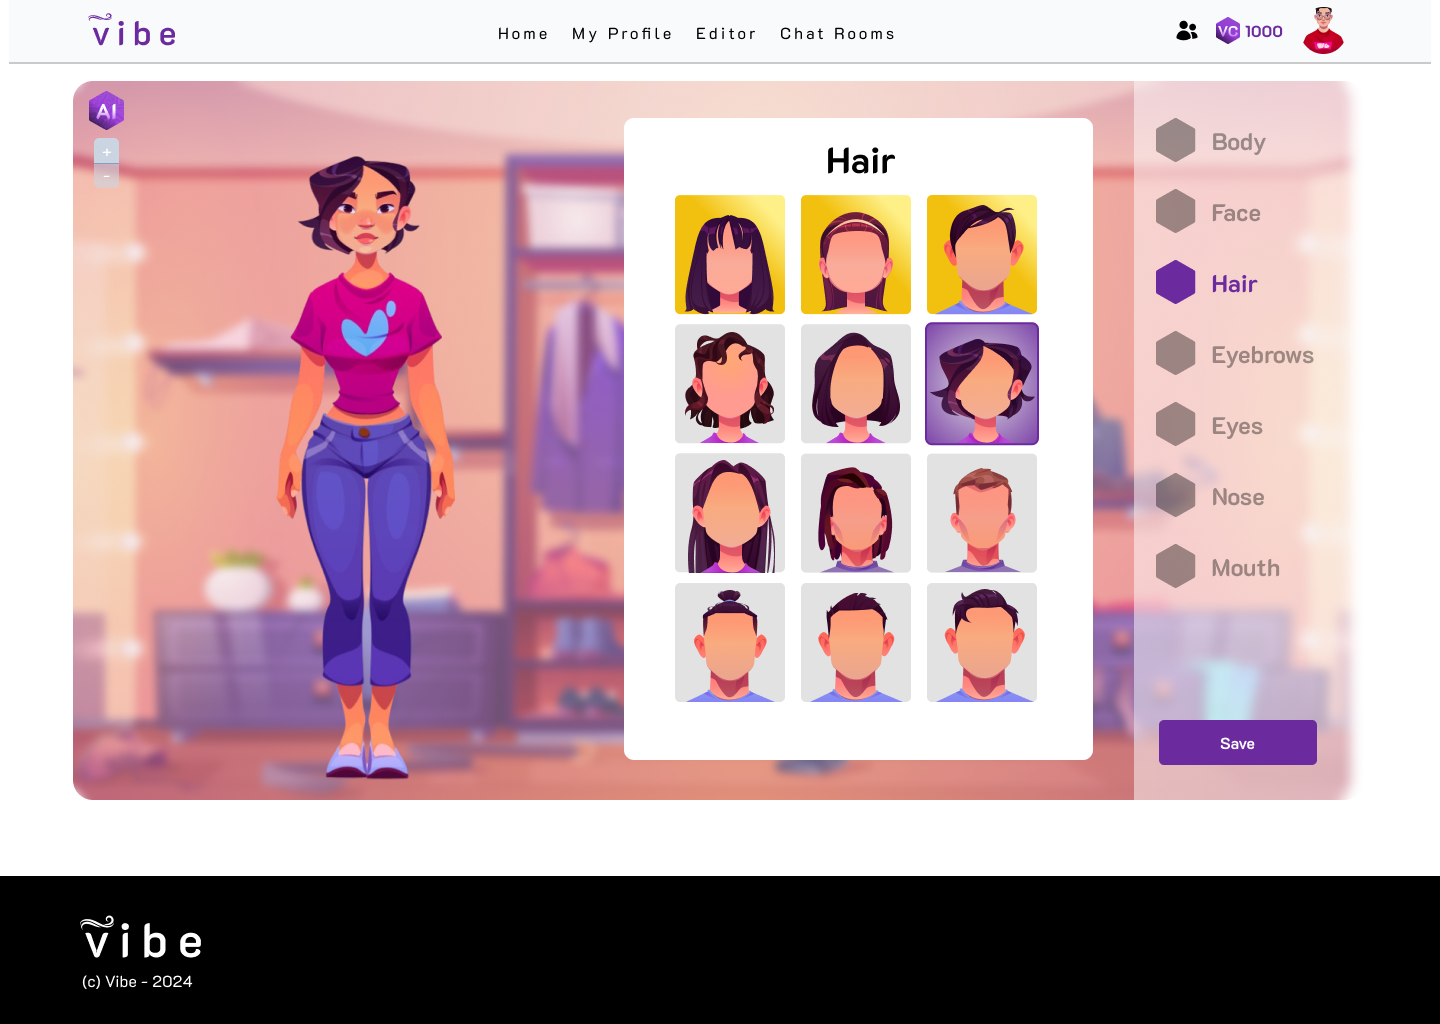 vibe
Home My Profile Editor Chat Rooms
VC 1000
AI
+
-
Hair
Body
Face
Hair
Eyebrows
Eyes
Nose
Mouth
Save
vibe
(c) Vibe - 2024